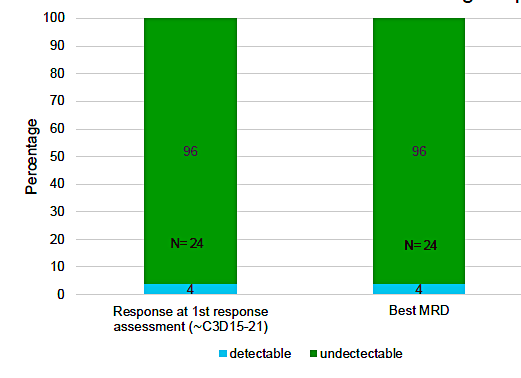 100
90
80
70
60
50
40
30
20
10
0
Percentage
96
N=24
4
96
N=24
4
Response at 1st response
assessment (~C3D15-21)
Best MRD
detectable
undectectable